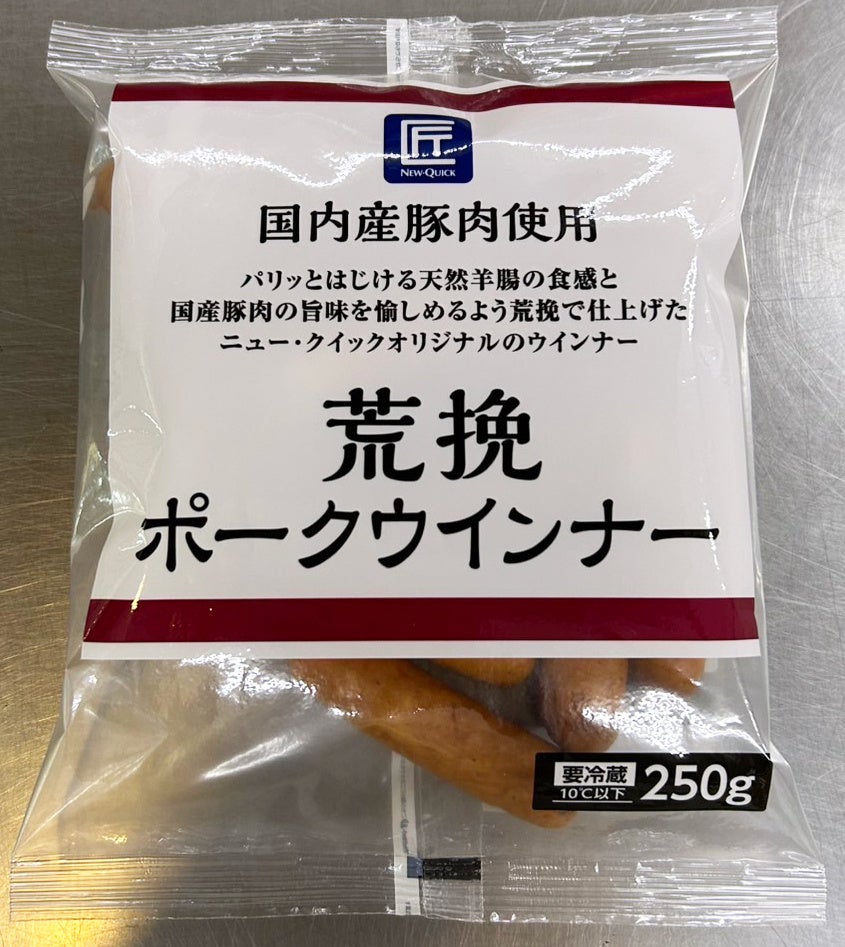 匠
NEW·QUICK
国内産豚肉使用
パリッとはじける天然羊腸の食感と
国産豚肉の旨味を愉しめるよう荒挽で仕上げた
ニュー・クイックオリジナルのウインナー
荒挽
ポークウインナー
要冷蔵
10℃以下
250g